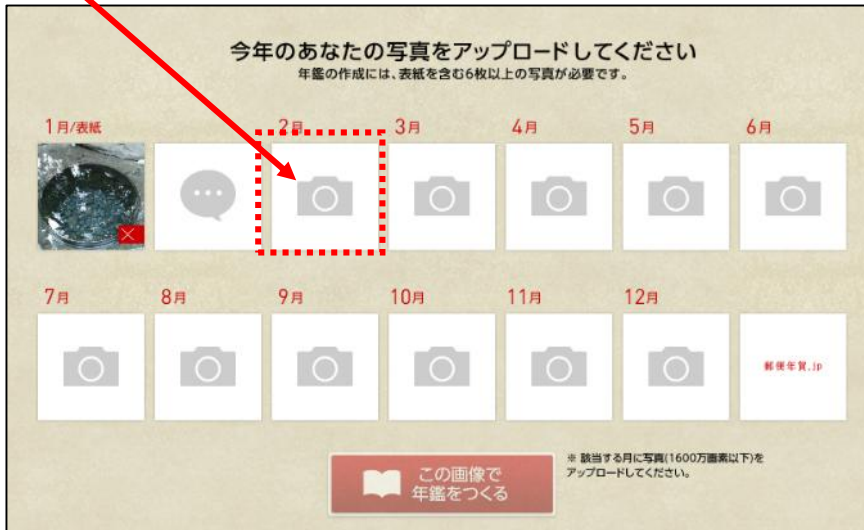 今年のあなたの写真をアップロードしてください
年鑑の作成には、表紙を含む6枚以上の写真が必要です。
1月/表紙
2月
3月
4月
5月
6月
7月
8月
9月
10月
11月
12月
郵便年賀.jp
この画像で
年鑑をつくる
※ 該当する月に写真(1600万画素以下)を
アップロードしてください。